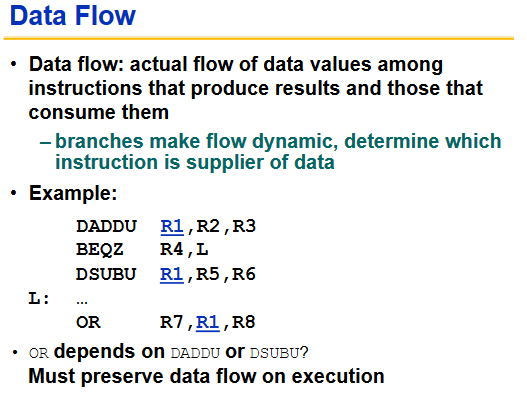 Data Flow
• Data flow: actual flow of data values among
instructions that produce results and those that
consume them
– branches make flow dynamic, determine which
instruction is supplier of data
• Example:
DADDU R1,R2,R3
BEQZ R4,L
DSUBU R1,R5,R6
L: …
OR R7,R1,R8
• OR depends on DADDU or DSUBU?
Must preserve data flow on execution